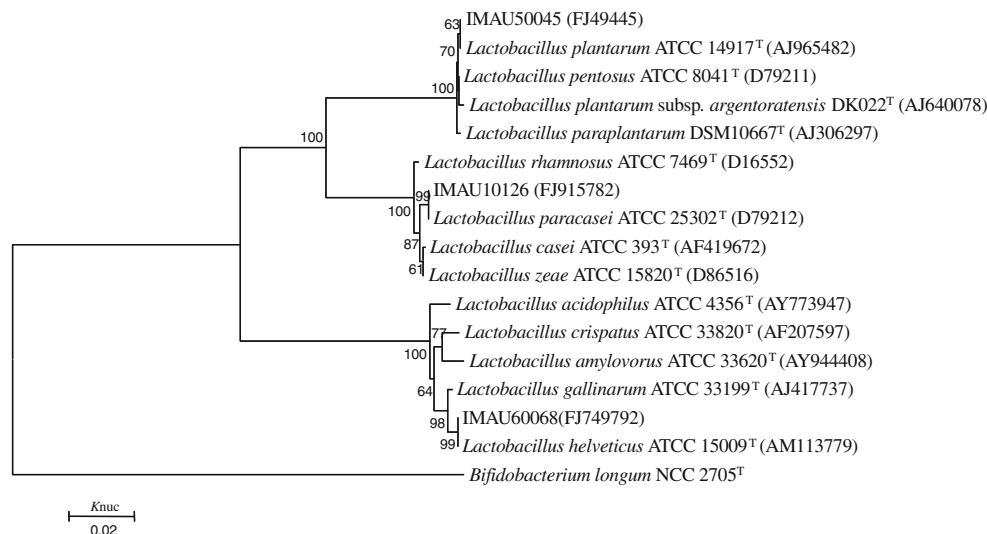 63 IMAU50045 (FJ49445)
70 Lactobacillus plantarum ATCC 14917ᵀ (AJ965482)
100 Lactobacillus pentosus ATCC 8041ᵀ (D79211)
Lactobacillus plantarum subsp. argentoratensis DK022ᵀ (AJ640078)
100 Lactobacillus paraplantarum DSM10667ᵀ (AJ306297)
Lactobacillus rhamnosus ATCC 7469ᵀ (D16552)
99 IMAU10126 (FJ915782)
100 Lactobacillus paracasei ATCC 25302ᵀ (D79212)
87 Lactobacillus casei ATCC 393ᵀ (AF419672)
61 Lactobacillus zeae ATCC 15820ᵀ (D86516)
Lactobacillus acidophilus ATCC 4356ᵀ (AY773947)
77 Lactobacillus crispatus ATCC 33820ᵀ (AF207597)
100 Lactobacillus amylovorus ATCC 33620ᵀ (AY944408)
64 Lactobacillus gallinarum ATCC 33199ᵀ (AJ417737)
98 IMAU60068(FJ749792)
99 Lactobacillus helveticus ATCC 15009ᵀ (AM113779)
Bifidobacterium longum NCC 2705ᵀ
Knuc
0.02